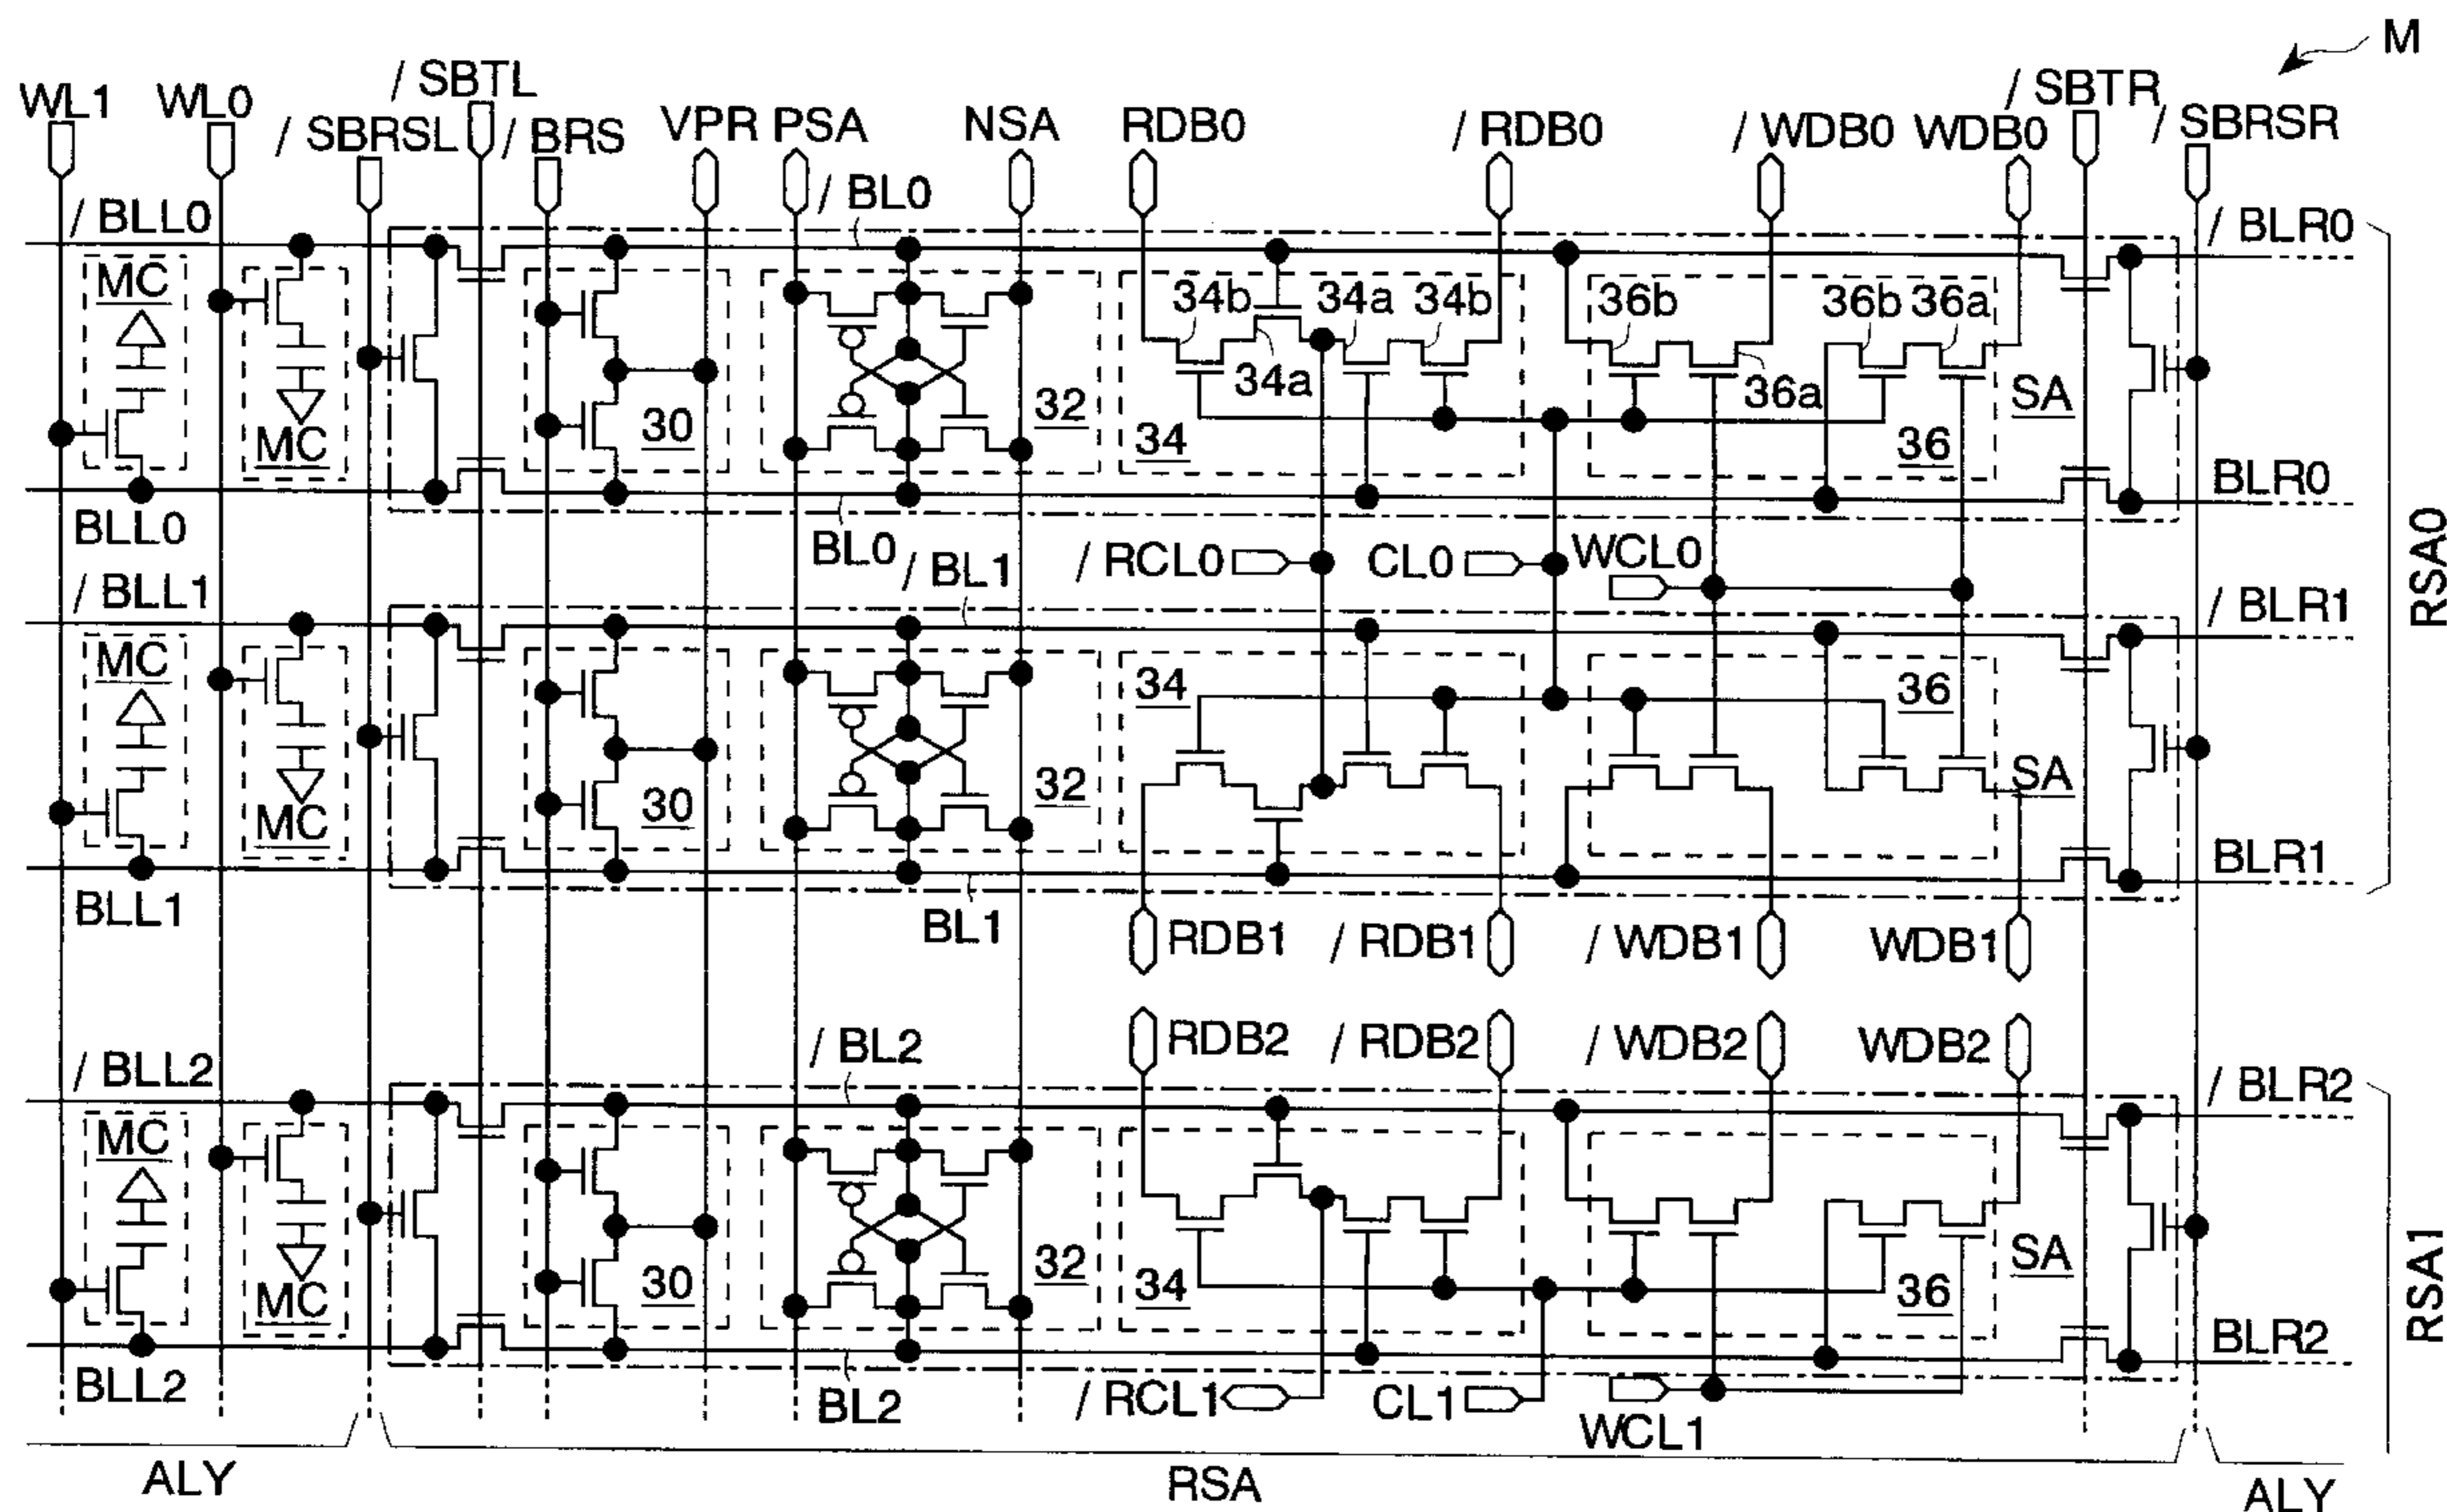 M
/ SBTL
/ SBTR
WL1 WL0
/ SBRSL
/ BRS
VPR PSA NSA RDB0 / RDB0 / WDB0 WDB0
/ SBRSR
/ BLL0
/ BL0
/ BLR0
MC
34b 34a 34b 36b 36b 36a
34a 36a
MC 30 32 34 36 SA
BLL0
BL0
BLR0
RSA0
/ RCL0 CL0 WCL0
/ BLL1
/ BL1
/ BLR1
MC
34 36
MC 30 32 SA
BLL1
BL1
BLR1
RDB1 / RDB1 / WDB1 WDB1
RDB2 / RDB2 / WDB2 WDB2
/ BLL2
/ BL2
/ BLR2
MC
MC 30 32 34 36 SA
RSA1
BLL2
BL2
BLR2
/ RCL1 CL1 WCL1
ALY RSA ALY